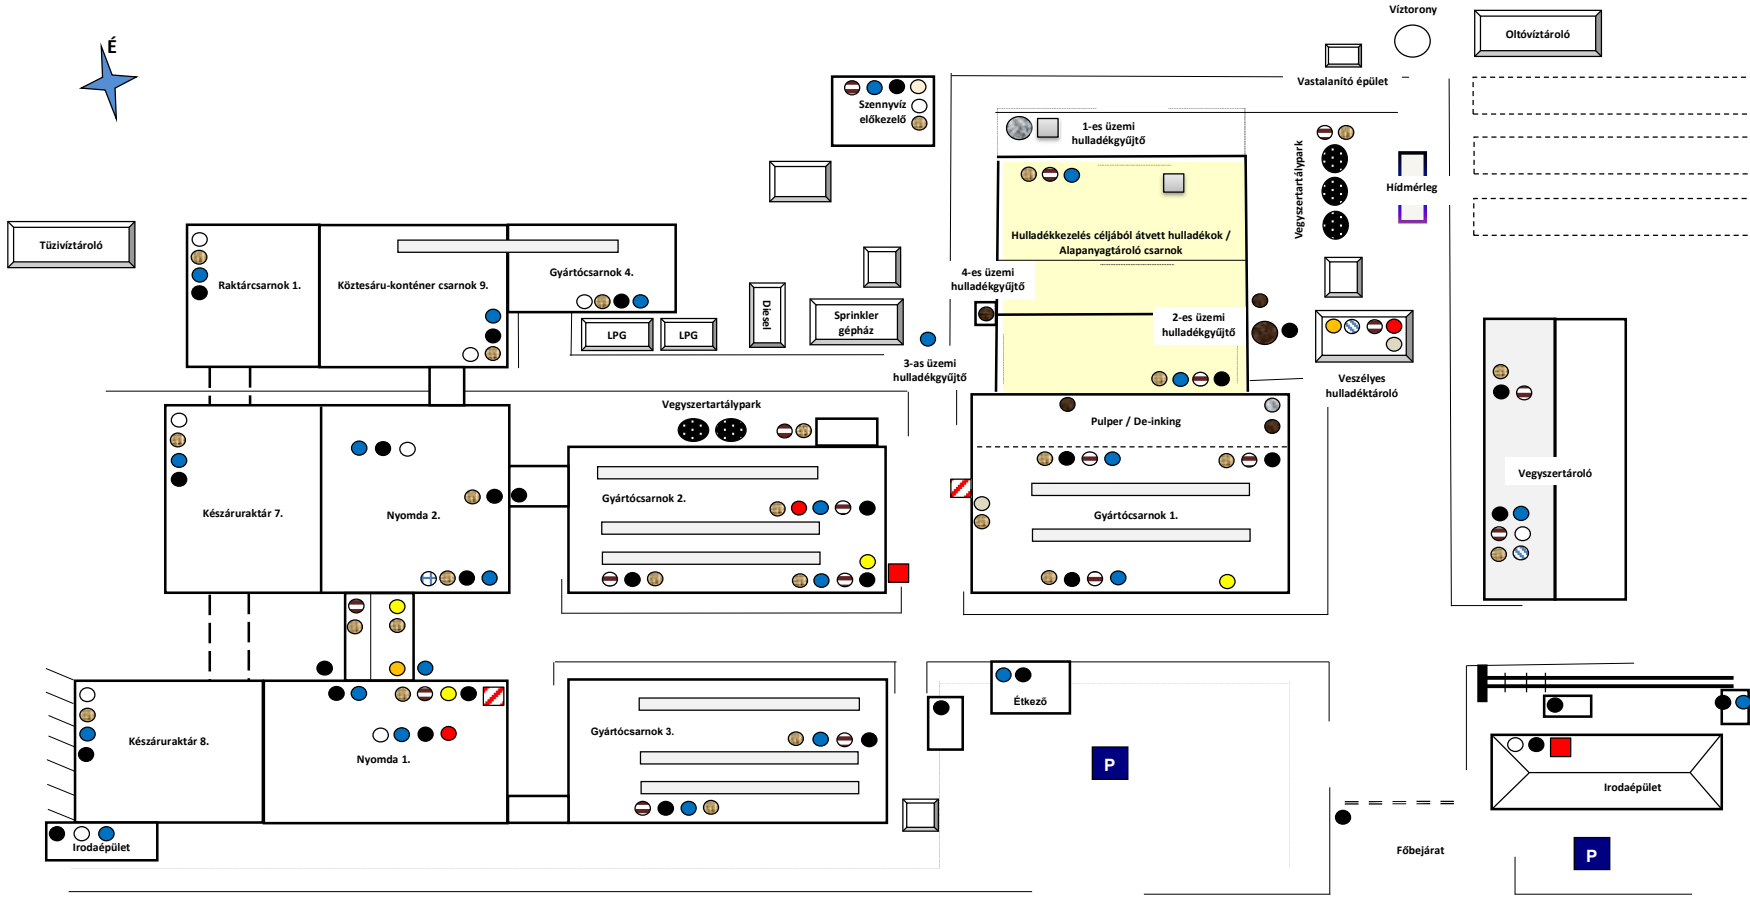 Víztorony
Oltóvíztároló
É
Vastalanító épület
Szennyvíz
előkezelő
1-es üzemi
hulladékgyűjtő
Vegyszertartálypark
Hídmérleg
Tüzivíztároló
Hulladékkezelés céljából átvett hulladékok /
Alapanyagtároló csarnok
Raktárcsarnok 1.
Köztesáru-konténer csarnok 9.
Gyártócsarnok 4.
4-es üzemi
hulladékgyűjtő
Diesel
Sprinkler
gépház
LPG
LPG
2-es üzemi
hulladékgyűjtő
3-as üzemi
hulladékgyűjtő
Veszélyes
hulladéktároló
Vegyszertartálypark
Pulper / De-inking
Vegyszertároló
Készáruraktár 7.
Nyomda 2.
Gyártócsarnok 2.
Gyártócsarnok 1.
Étkező
Készáruraktár 8.
Nyomda 1.
Gyártócsarnok 3.
P
Irodaépület
Irodaépület
Főbejárat
P